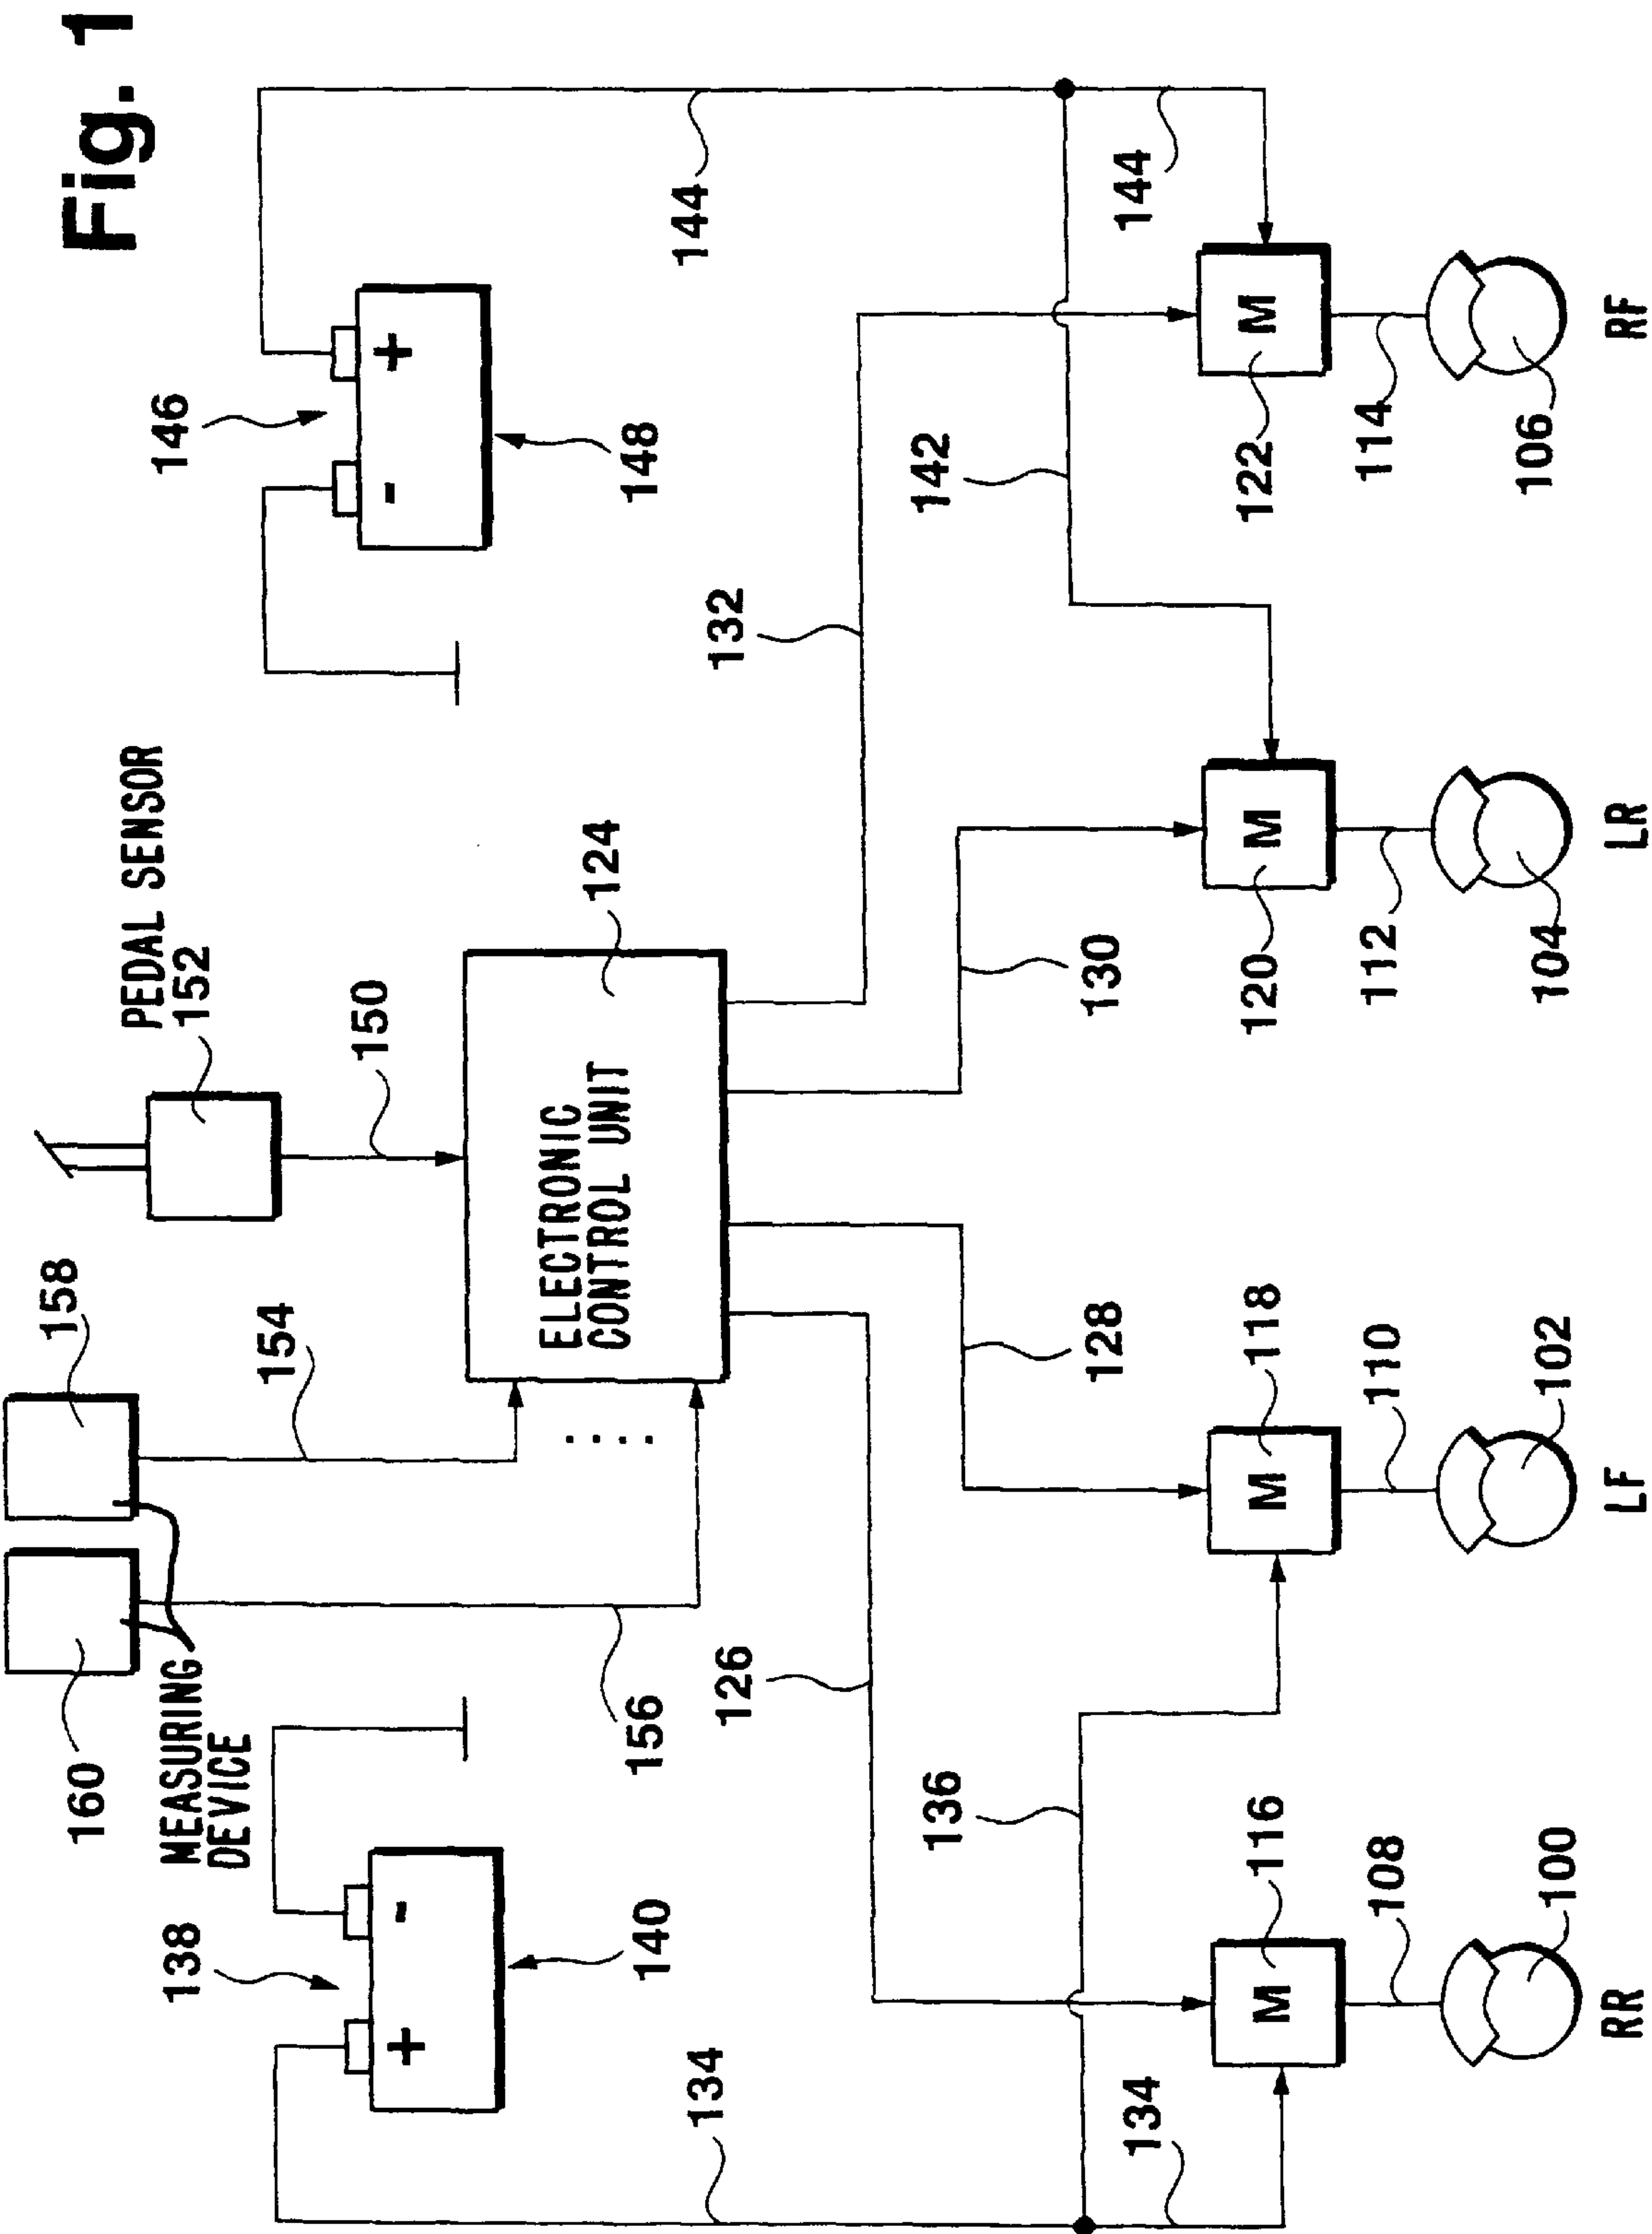 Fig. 1
160
158
MEASURING
DEVICE
154
156
PEDAL SENSOR
152
150
138
+
-
140
146
-
+
148
ELECTRONIC
CONTROL UNIT
124
134
126
132
144
136
128
130
142
134
144
116
M
118
M
120
M
122
M
108
110
112
114
100
102
104
106
RR
LF
LR
RF